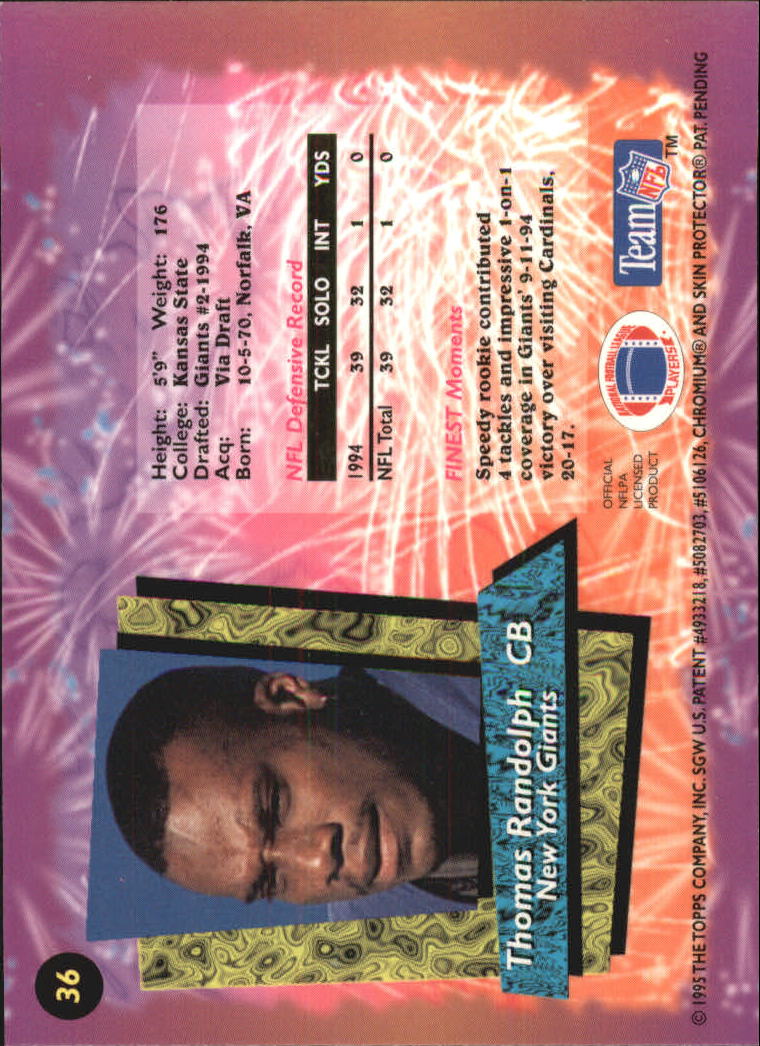 36
Thomas Randolph CB
New York Giants
Height: 5'9" Weight: 176
College: Kansas State
Drafted: Giants #2-1994
Acq: Via Draft
Born: 10-5-70, Norfalk, VA
NFL Defensive Record
TCKL SOLO INT YDS
1994 39 32 1 0
NFL Total 39 32 1 0
FINEST Moments
Speedy rookie contributed
4 tackles and impressive 1-on-1
coverage in Giants' 9-11-94
victory over visiting Cardinals,
20-17.
OFFICIAL
NFLPA
LICENSED
PRODUCT
NATIONAL FOOTBALL LEAGUE
PLAYERS
Team NFL TM
© 1995 THE TOPPS COMPANY, INC. SGW U.S. PATENT #4933218, #5082703, #5106126, CHROMIUM® AND SKIN PROTECTOR® PAT. PENDING